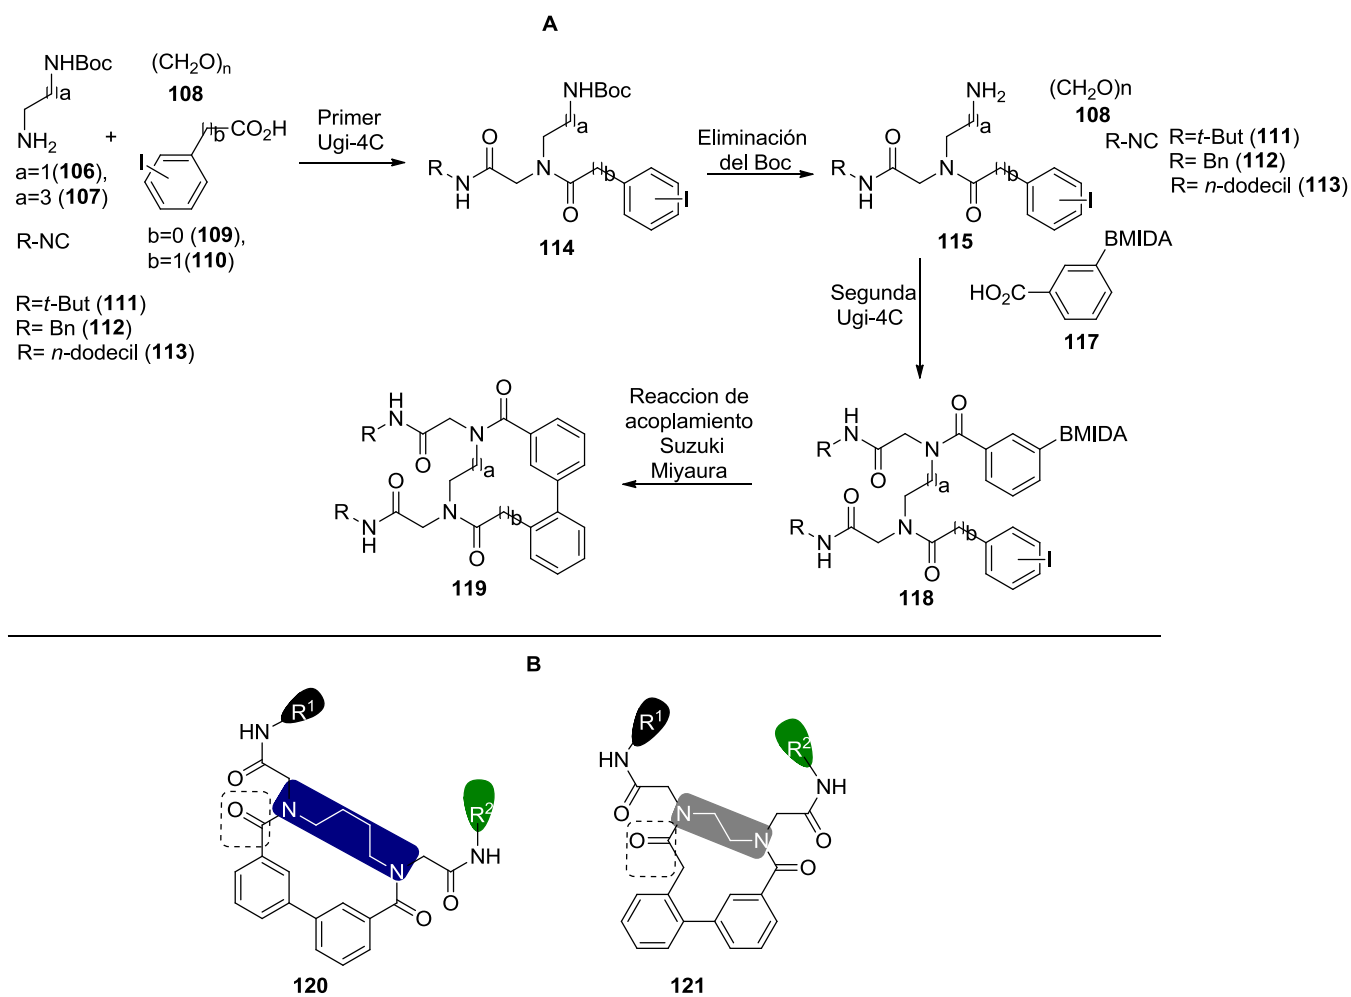 A
NHBoc
a
NH2
a=1(106),
a=3 (107)
+
(CH2O)n
108
b
CO2H
I
b=0 (109),
b=1(110)
R-NC
R=t-But (111)
R= Bn (112)
R= n-dodecil (113)
Primer
Ugi-4C
NHBoc
a
O
R
N
H
N
b
O
I
114
Eliminación
del Boc
NH2
a
O
R
N
H
N
b
O
I
115
(CH2O)n
108
R-NC
R=t-But (111)
R= Bn (112)
R= n-dodecil (113)
Segunda
Ugi-4C
BMIDA
HO2C
117
H
N
R
O
N
O
BMIDA
a
O
R
N
H
N
b
O
I
118
Reaccion de
acoplamiento
Suzuki
Miyaura
H
N
R
O
N
O
a
O
R
N
H
N
b
O
119
B
R1
HN
O
O
N
R2
NH
N
O
O
120
R1
HN
O
N
O
R2
NH
N
O
O
121